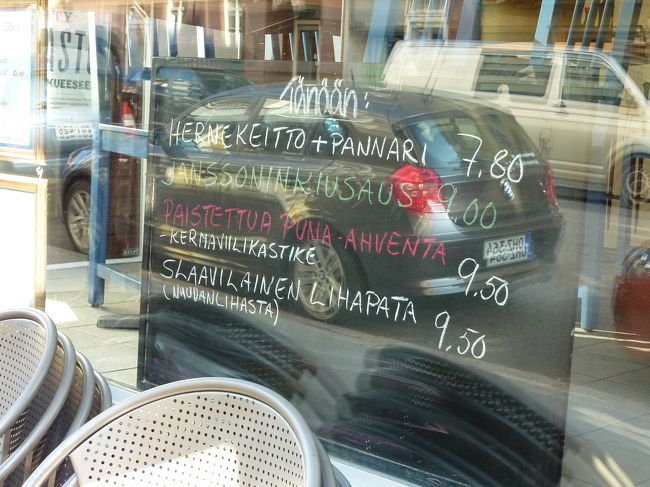 Tänään:
HERNEKEITTO + PANNARI 7.80
JANSSONINKIUSAUS 9.00
PAISTETTUA PUNA-AHVENTA
- KERMAVIILIKASTIKE 9,50
SLAAVILAINEN LIHAPATA 9,50
(NAUDANLIHASTA)